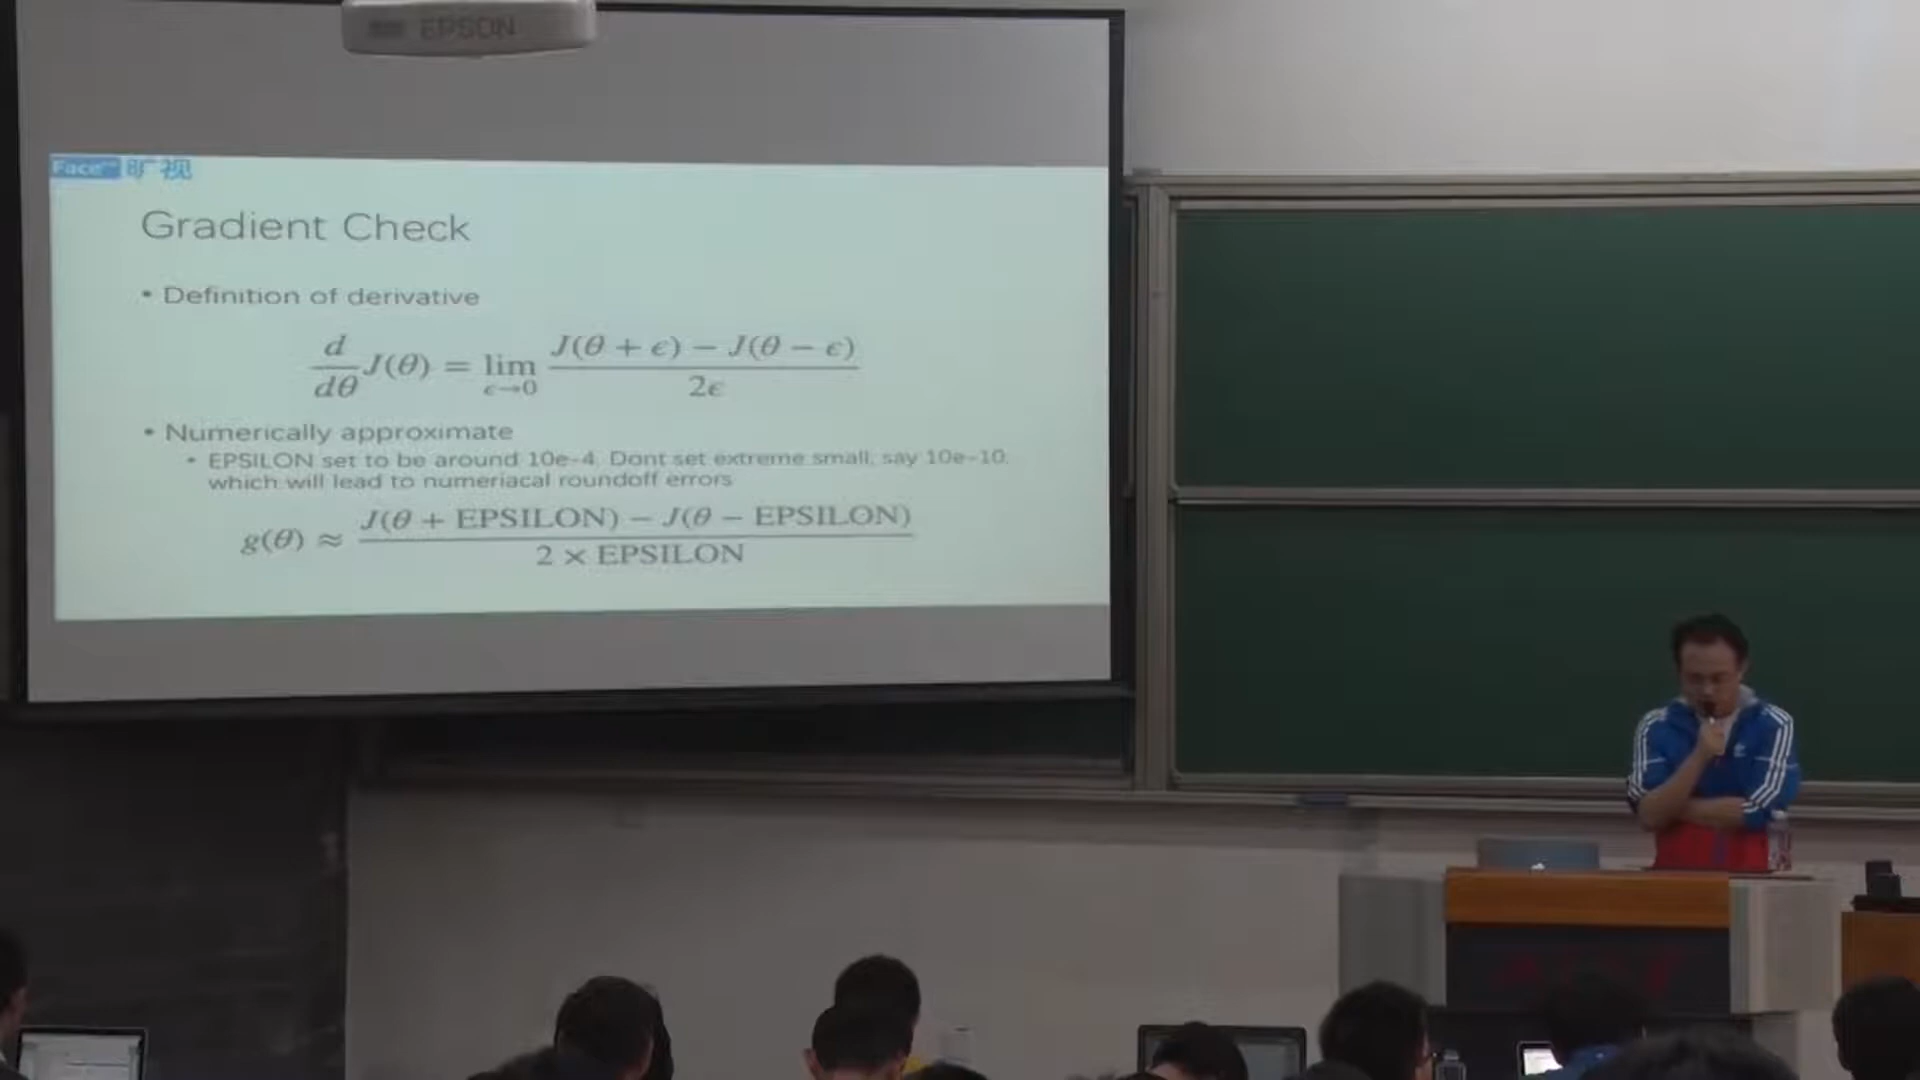 EPSON
Face++ 旷视
Gradient Check
• Definition of derivative
d/dθ J(θ) = lim ϵ→0 (J(θ + ϵ) − J(θ − ϵ)) / 2ϵ
• Numerically approximate
• EPSILON set to be around 10e-4. Dont set extreme small, say 10e-10,
which will lead to numeriacal roundoff errors
g(θ) ≈ (J(θ + EPSILON) − J(θ − EPSILON)) / 2 × EPSILON